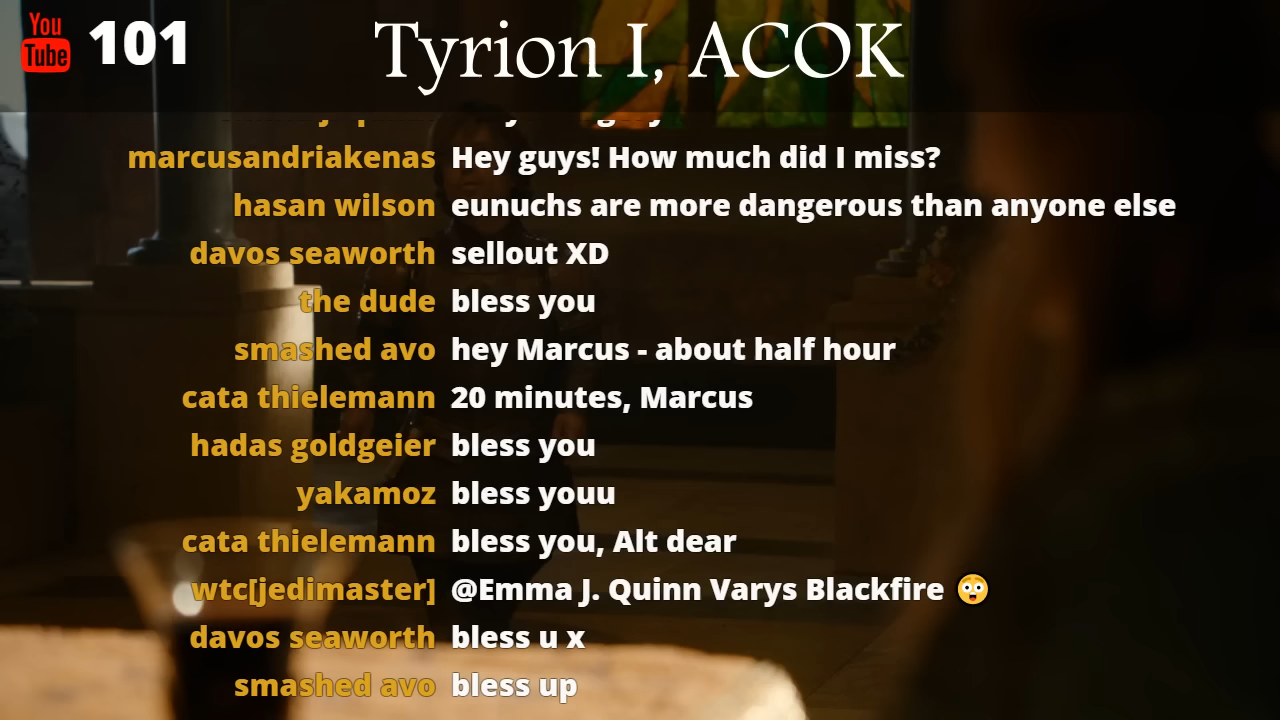 You
Tube
101
Tyrion I, ACOK
marcusandriakenas Hey guys! How much did I miss?
hasan wilson eunuchs are more dangerous than anyone else
davos seaworth sellout XD
the dude bless you
smashed avo hey Marcus - about half hour
cata thielemann 20 minutes, Marcus
hadas goldgeier bless you
yakamoz bless youu
cata thielemann bless you, Alt dear
wtc[jedimaster] @Emma J. Quinn Varys Blackfire 😳
davos seaworth bless u x
smashed avo bless up